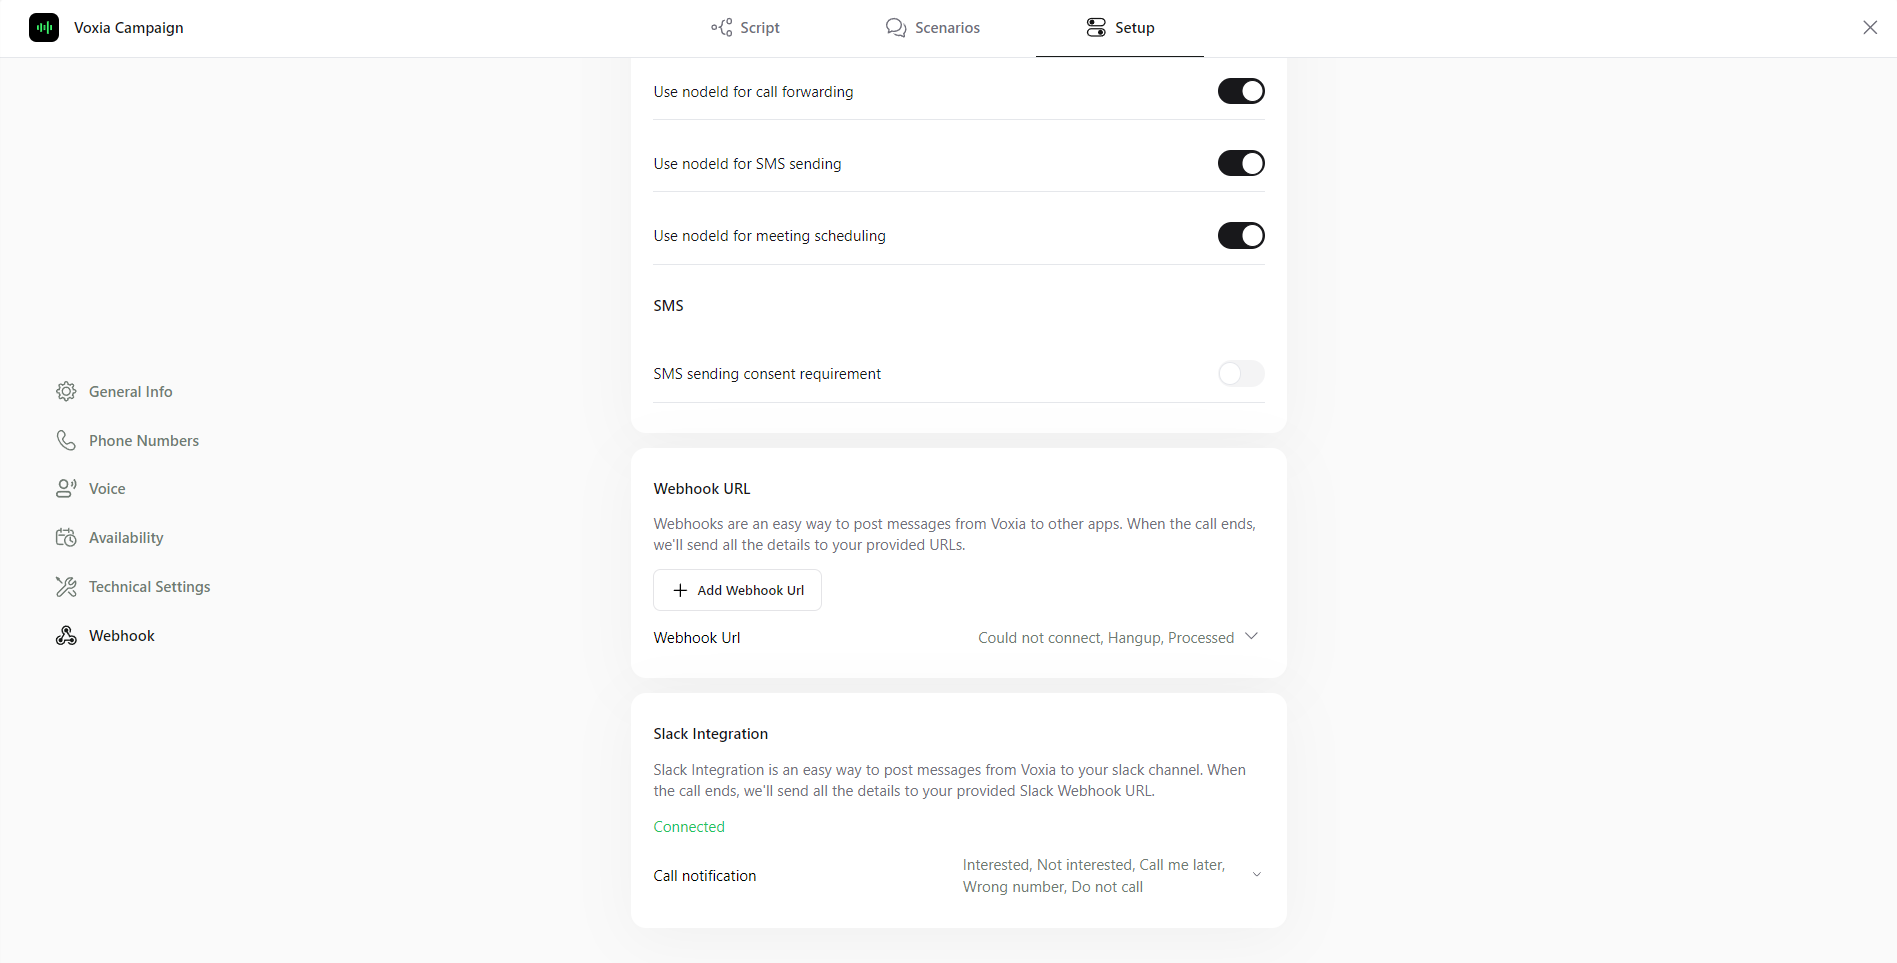 Voxia Campaign
Script
Scenarios
Setup
Use nodeId for call forwarding
Use nodeId for SMS sending
Use nodeId for meeting scheduling
SMS
SMS sending consent requirement
General Info
Phone Numbers
Voice
Availability
Technical Settings
Webhook
Webhook URL
Webhooks are an easy way to post messages from Voxia to other apps. When the call ends,
we'll send all the details to your provided URLs.
Add Webhook Url
Webhook Url
Could not connect, Hangup, Processed
Slack Integration
Slack Integration is an easy way to post messages from Voxia to your slack channel. When
the call ends, we'll send all the details to your provided Slack Webhook URL.
Connected
Call notification
Interested, Not interested, Call me later,
Wrong number, Do not call